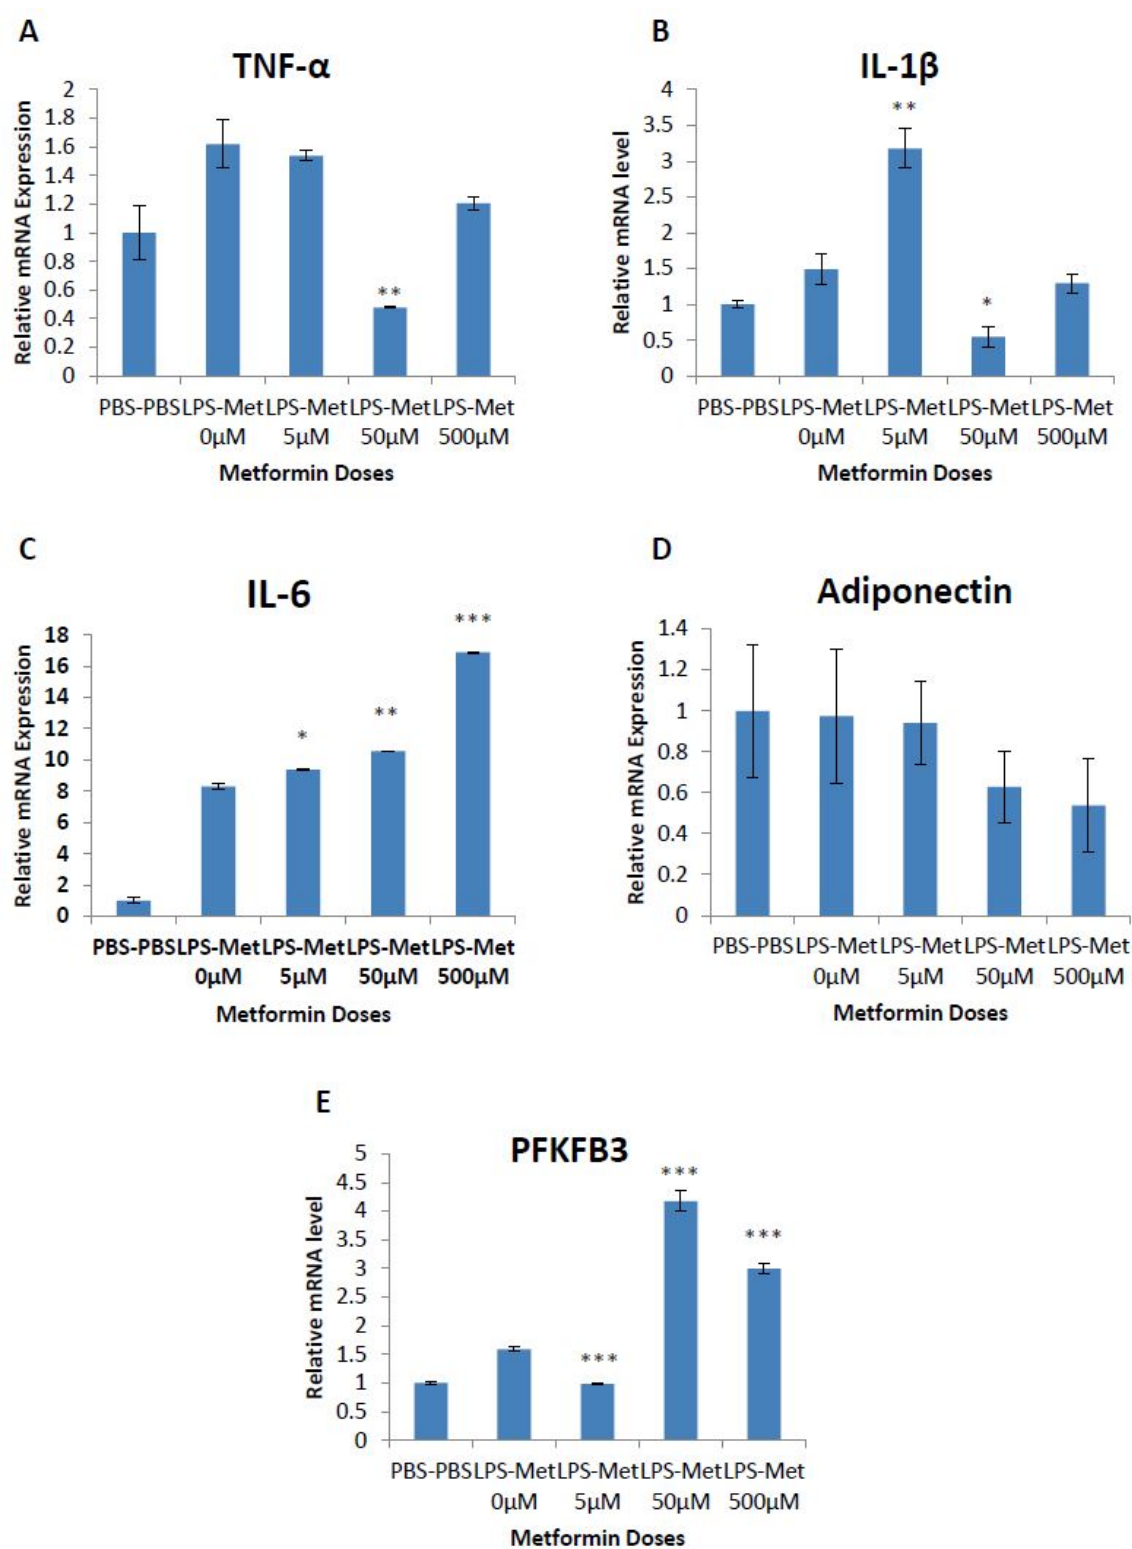 A
TNF-α
Relative mRNA Expression
2
1.8
1.6
1.4
1.2
1
0.8
0.6
0.4
0.2
0
**
PBS-PBS LPS-Met LPS-Met LPS-Met LPS-Met
0µM 5µM 50µM 500µM
Metformin Doses
B
IL-1β
Relative mRNA level
4
3.5
3
2.5
2
1.5
1
0.5
0
**
*
PBS-PBS LPS-Met LPS-Met LPS-Met LPS-Met
0µM 5µM 50µM 500µM
Metformin Doses
C
IL-6
Relative mRNA Expression
18
16
14
12
10
8
6
4
2
0
*
**
***
PBS-PBS LPS-Met LPS-Met LPS-Met LPS-Met
0µM 5µM 50µM 500µM
Metformin Doses
D
Adiponectin
Relative mRNA Expression
1.4
1.2
1
0.8
0.6
0.4
0.2
0
PBS-PBS LPS-Met LPS-Met LPS-Met LPS-Met
0µM 5µM 50µM 500µM
Metformin Doses
E
PFKFB3
Relative mRNA level
5
4.5
4
3.5
3
2.5
2
1.5
1
0.5
0
***
***
***
PBS-PBS LPS-Met LPS-Met LPS-Met LPS-Met
0µM 5µM 50µM 500µM
Metformin Doses